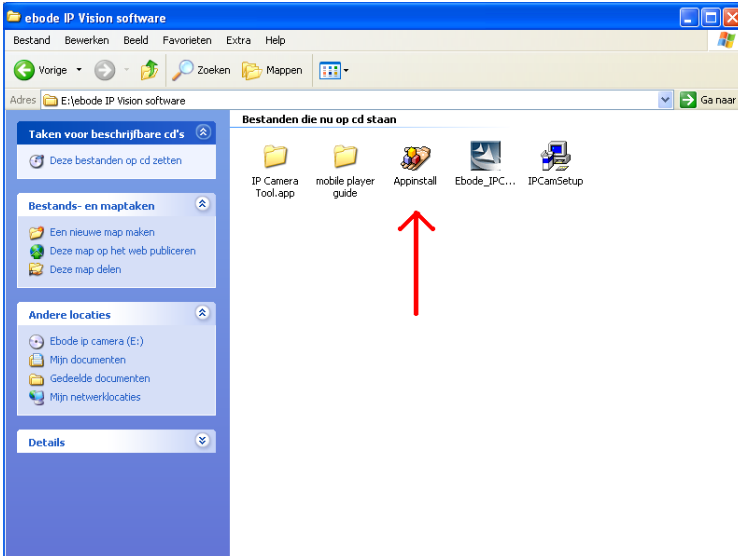 ebode IP Vision software
Bestand Bewerken Beeld Favorieten Extra Help
Vorige Zoeken Mappen
Adres E:\ebode IP Vision software Ga naar
Bestanden die nu op cd staan
Taken voor beschrijfbare cd's
Deze bestanden op cd zetten
IP Camera
Tool.app
mobile player
guide
Appinstall
Ebode_IPC...
IPCamSetup
Bestands- en maptaken
Een nieuwe map maken
Deze map op het web publiceren
Deze map delen
Andere locaties
Ebode ip camera (E:)
Mijn documenten
Gedeelde documenten
Mijn netwerklocaties
Details